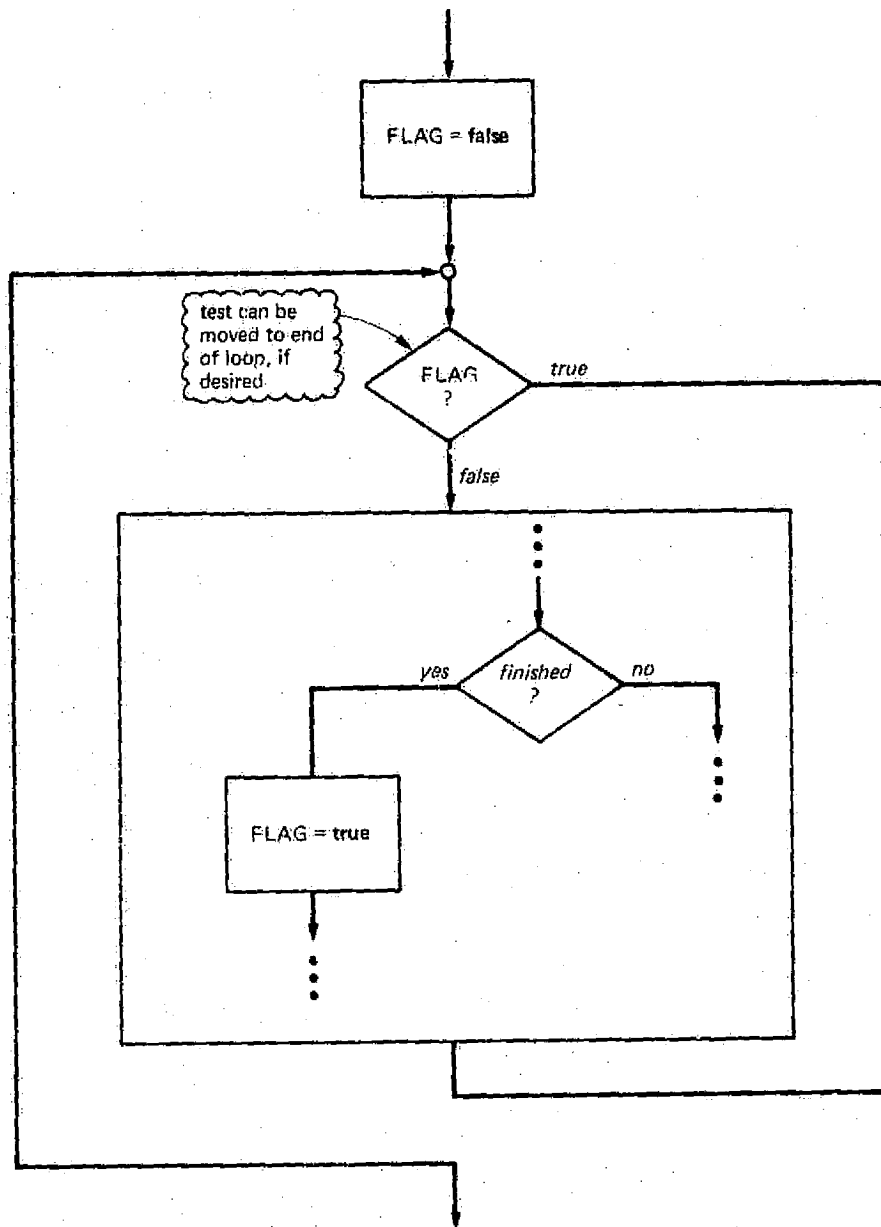 FLAG = false
test can be
moved to end
of loop, if
desired
FLAG
?
true
false
finished
?
yes
no
FLAG = true